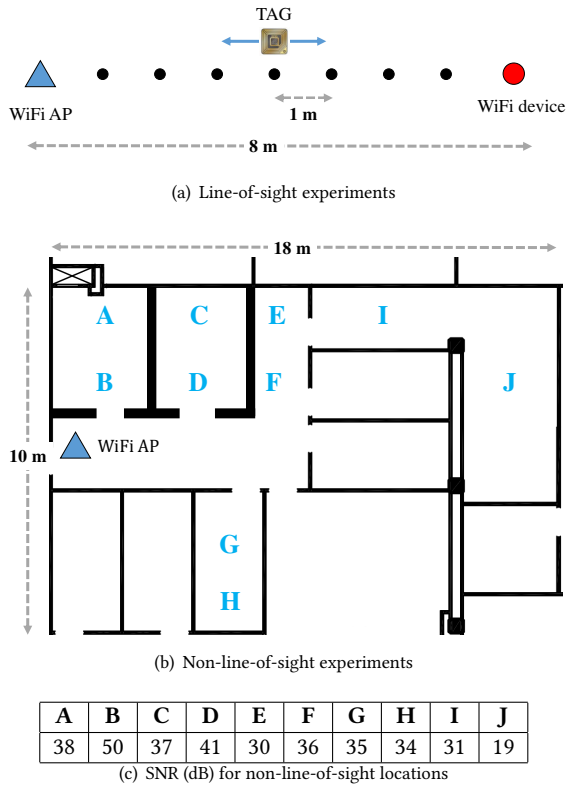 TAG
WiFi AP
WiFi device
1 m
8 m
(a) Line-of-sight experiments
18 m
A C E I
B D F J
WiFi AP
10 m
G
H
(b) Non-line-of-sight experiments
A B C D E F G H I J
38 50 37 41 30 36 35 34 31 19
(c) SNR (dB) for non-line-of-sight locations